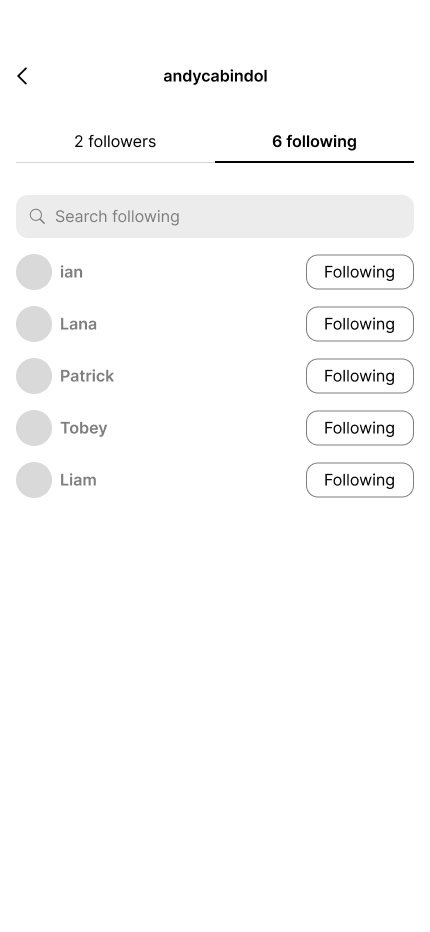 andycabindol
2 followers 6 following
Search following
ian Following
Lana Following
Patrick Following
Tobey Following
Liam Following